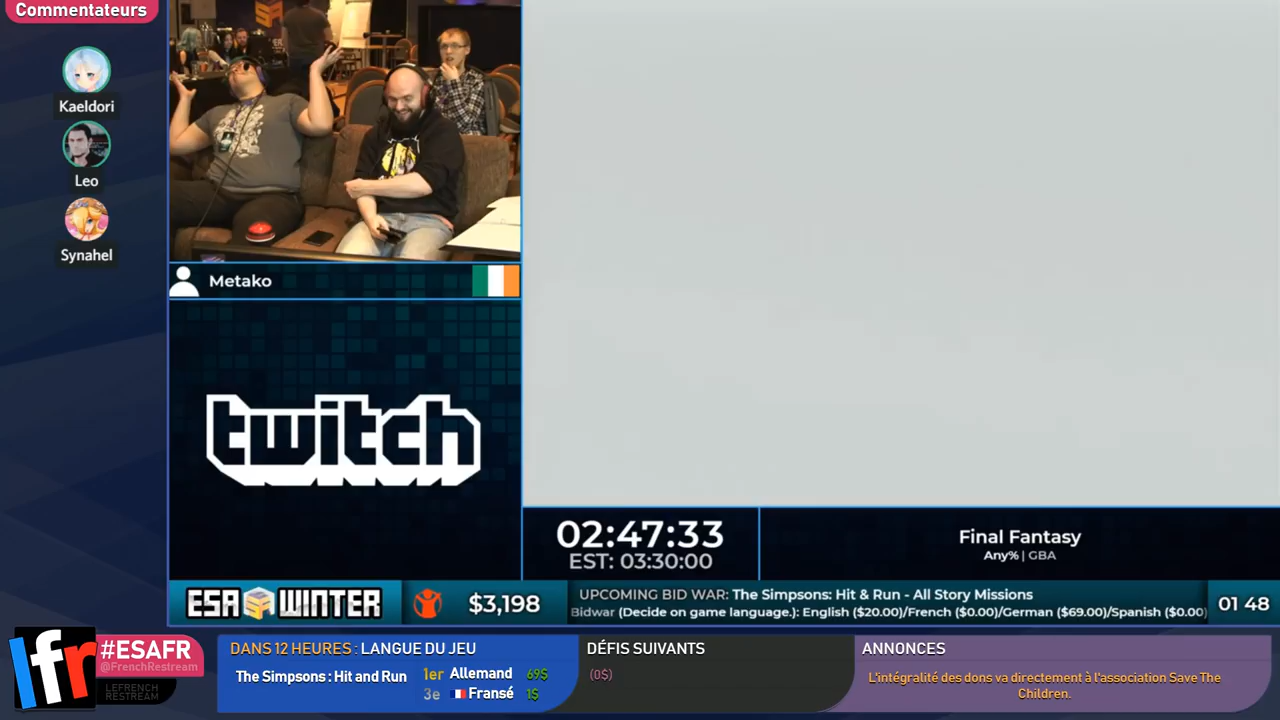 Commentateurs
Kaeldori
Leo
Synahel
Metako
twitch
02:47:33
EST: 03:30:00
Final Fantasy
Any% | GBA
ESA WINTER
$3,198
UPCOMING BID WAR: The Simpsons: Hit & Run - All Story Missions
Bidwar (Decide on game language.): English ($20.00)/French ($0.00)/German ($69.00)/Spanish ($0.00)
01 48
lfr
#ESAFR
@FrenchRestream
LEFRENCH
RESTREAM
DANS 12 HEURES : LANGUE DU JEU
The Simpsons : Hit and Run
1er Allemand 69$
3e Fransé 1$
DÉFIS SUIVANTS
(0$)
ANNONCES
L'intégralité des dons va directement à l'association Save The
Children.